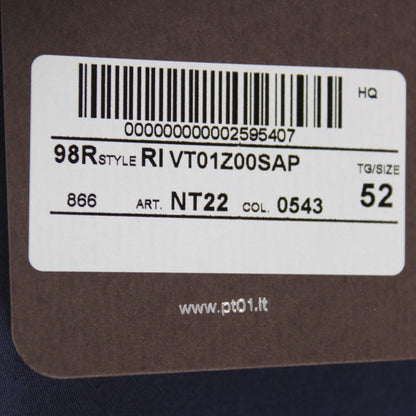 HQ
000000000002595407
98R STYLE RI VT01Z00SAP TG/SIZE
866 ART. NT22 COL. 0543 52
www.pt01.it